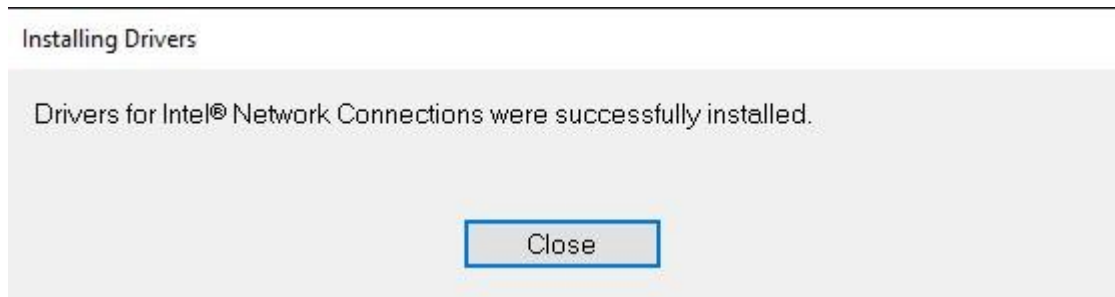 Installing Drivers
Drivers for Intel® Network Connections were successfully installed.
Close